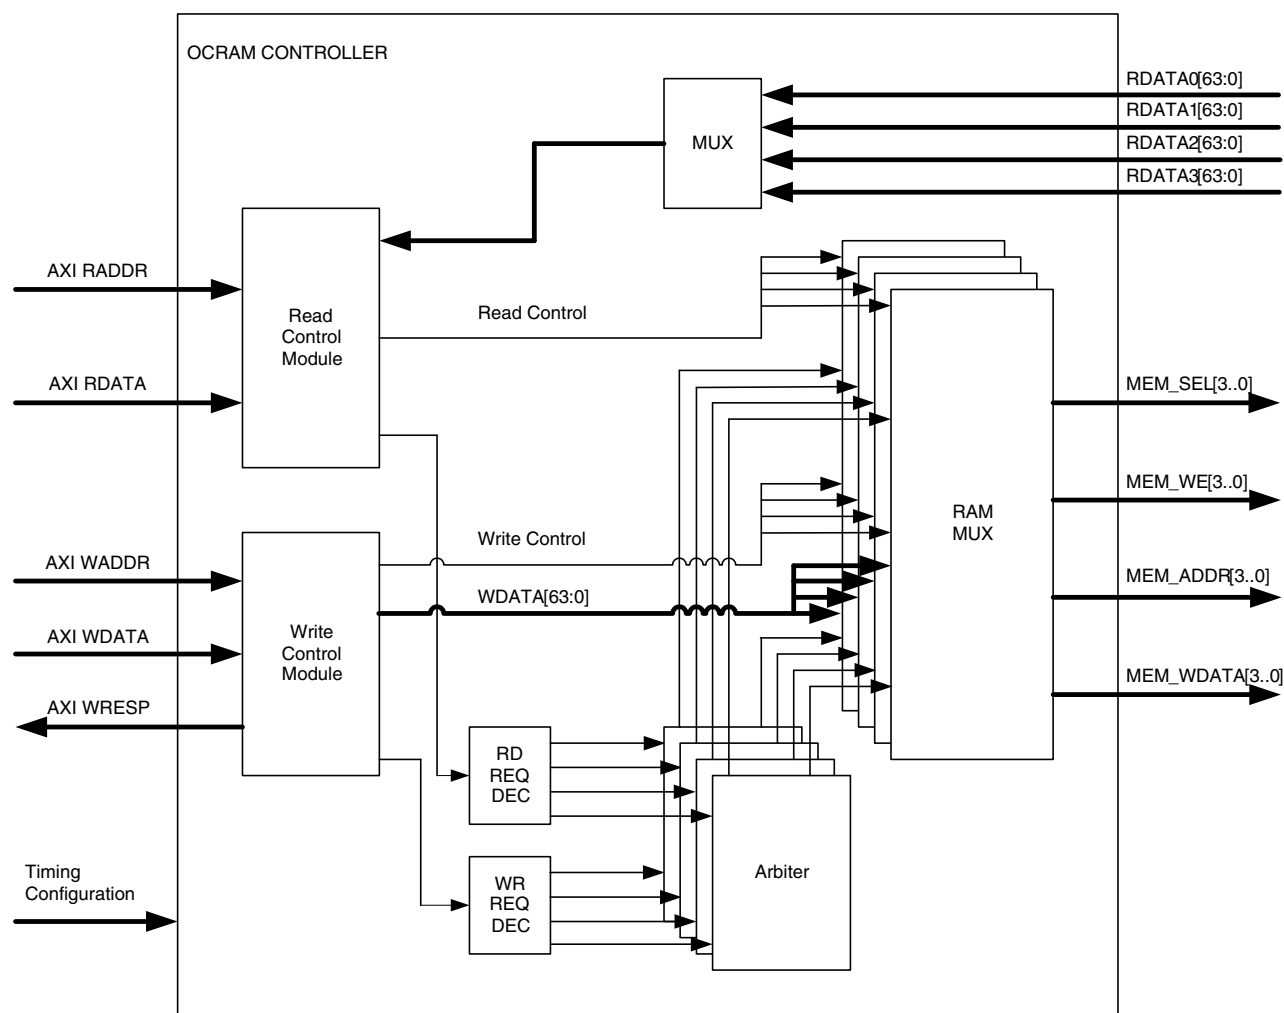 OCRAM CONTROLLER
RDATA0[63:0]
RDATA1[63:0]
RDATA2[63:0]
RDATA3[63:0]
MUX
AXI RADDR
Read
Control
Module
Read Control
AXI RDATA
MEM_SEL[3..0]
MEM_WE[3..0]
RAM
MUX
Write Control
AXI WADDR
WDATA[63:0]
MEM_ADDR[3..0]
AXI WDATA
Write
Control
Module
MEM_WDATA[3..0]
AXI WRESP
RD
REQ
DEC
Timing
Configuration
WR
REQ
DEC
Arbiter